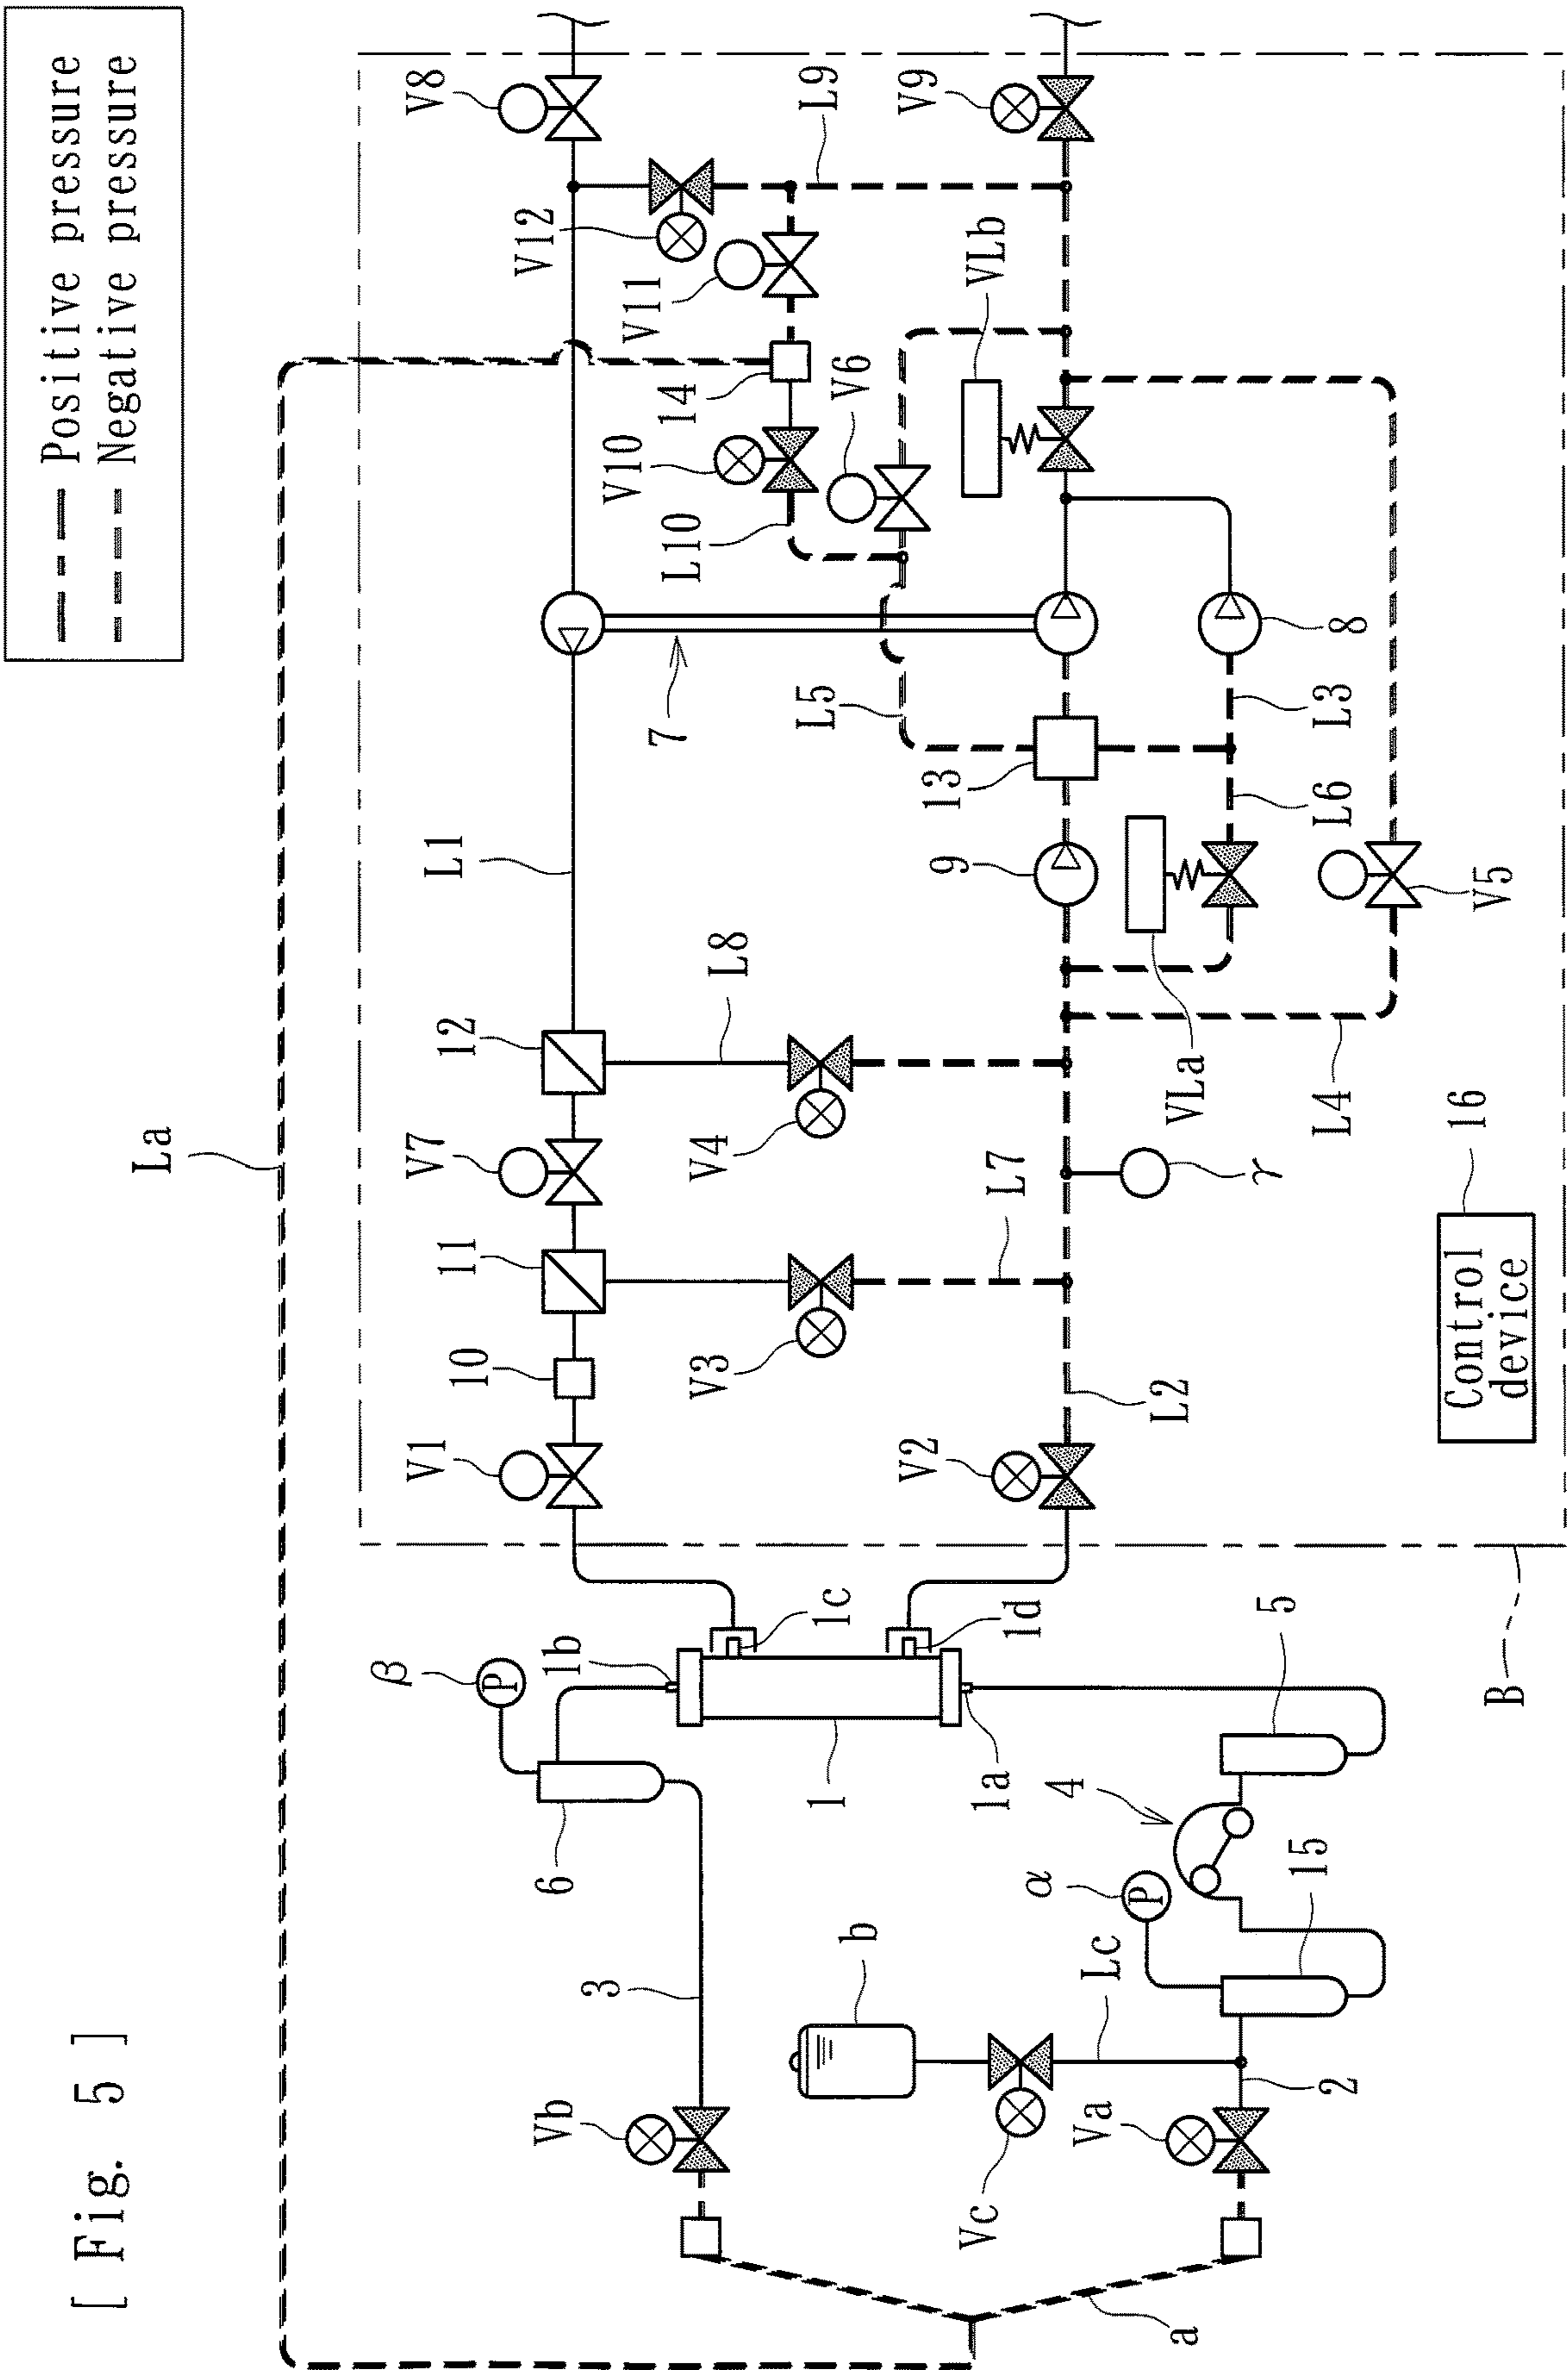 [ Fig. 5 ]
Positive pressure
Negative pressure
La
V8
V12
V11
L9
V9
14
V10
L10
V6
VLb
7
L5
13
L3
8
L6
L1
9
V5
12
L8
VLa
L4
V7
V4
γ
11
L7
10
V3
L2
16
Control
device
V1
V2
B
β
P
1b
1c
1d
5
6
1
1a
4
α
P
15
3
b
Lc
2
Vb
Vc
Va
a